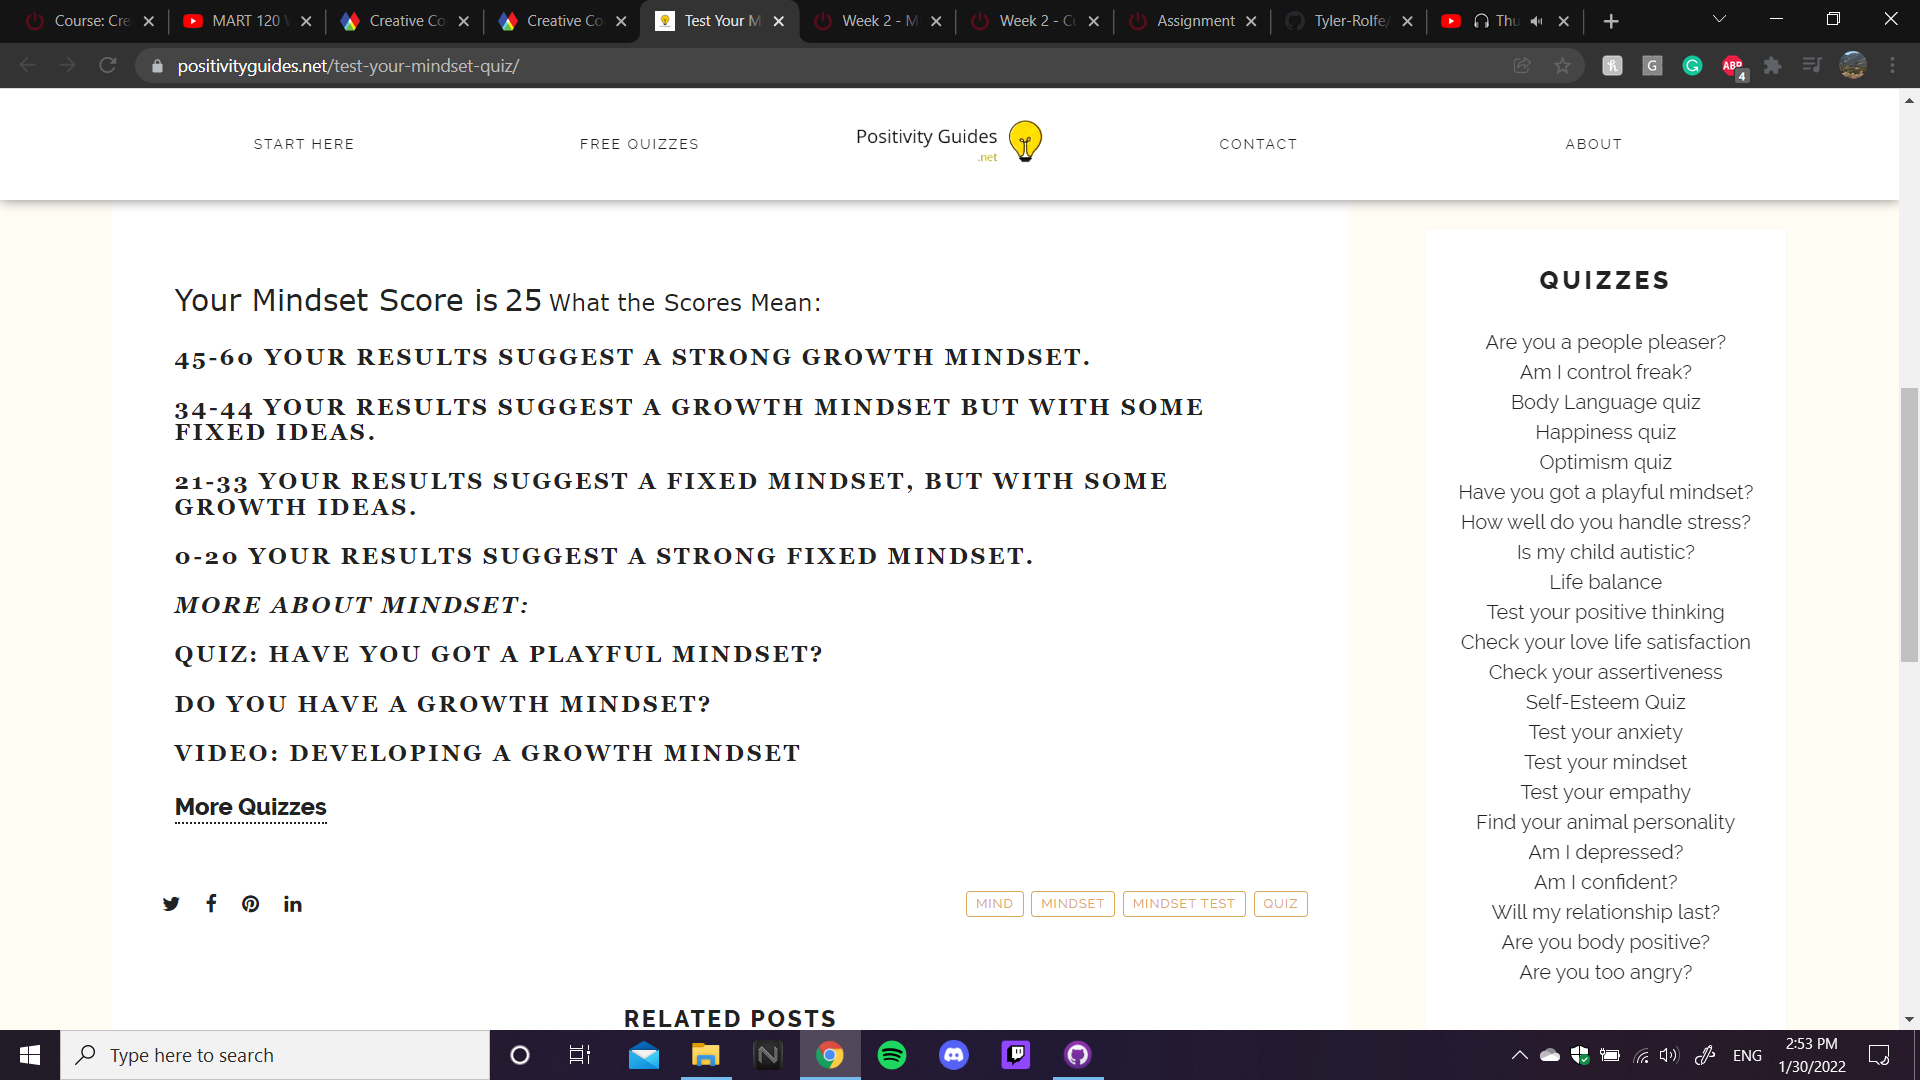 Course: Cre
MART 120 
Creative Co
Creative Co
Test Your M
Week 2 - M
Week 2 - Cu
Assignment
Tyler-Rolfe/
Thu
positivityguides.net/test-your-mindset-quiz/
ABP
4
START HERE
FREE QUIZZES
Positivity Guides
.net
CONTACT
ABOUT
Your Mindset Score is 25 What the Scores Mean:
45-60 YOUR RESULTS SUGGEST A STRONG GROWTH MINDSET.
34-44 YOUR RESULTS SUGGEST A GROWTH MINDSET BUT WITH SOME
FIXED IDEAS.
21-33 YOUR RESULTS SUGGEST A FIXED MINDSET, BUT WITH SOME
GROWTH IDEAS.
0-20 YOUR RESULTS SUGGEST A STRONG FIXED MINDSET.
MORE ABOUT MINDSET:
QUIZ: HAVE YOU GOT A PLAYFUL MINDSET?
DO YOU HAVE A GROWTH MINDSET?
VIDEO: DEVELOPING A GROWTH MINDSET
More Quizzes
MIND
MINDSET
MINDSET TEST
QUIZ
RELATED POSTS
QUIZZES
Are you a people pleaser?
Am I control freak?
Body Language quiz
Happiness quiz
Optimism quiz
Have you got a playful mindset?
How well do you handle stress?
Is my child autistic?
Life balance
Test your positive thinking
Check your love life satisfaction
Check your assertiveness
Self-Esteem Quiz
Test your anxiety
Test your mindset
Test your empathy
Find your animal personality
Am I depressed?
Am I confident?
Will my relationship last?
Are you body positive?
Are you too angry?
Type here to search
ENG
2:53 PM
1/30/2022